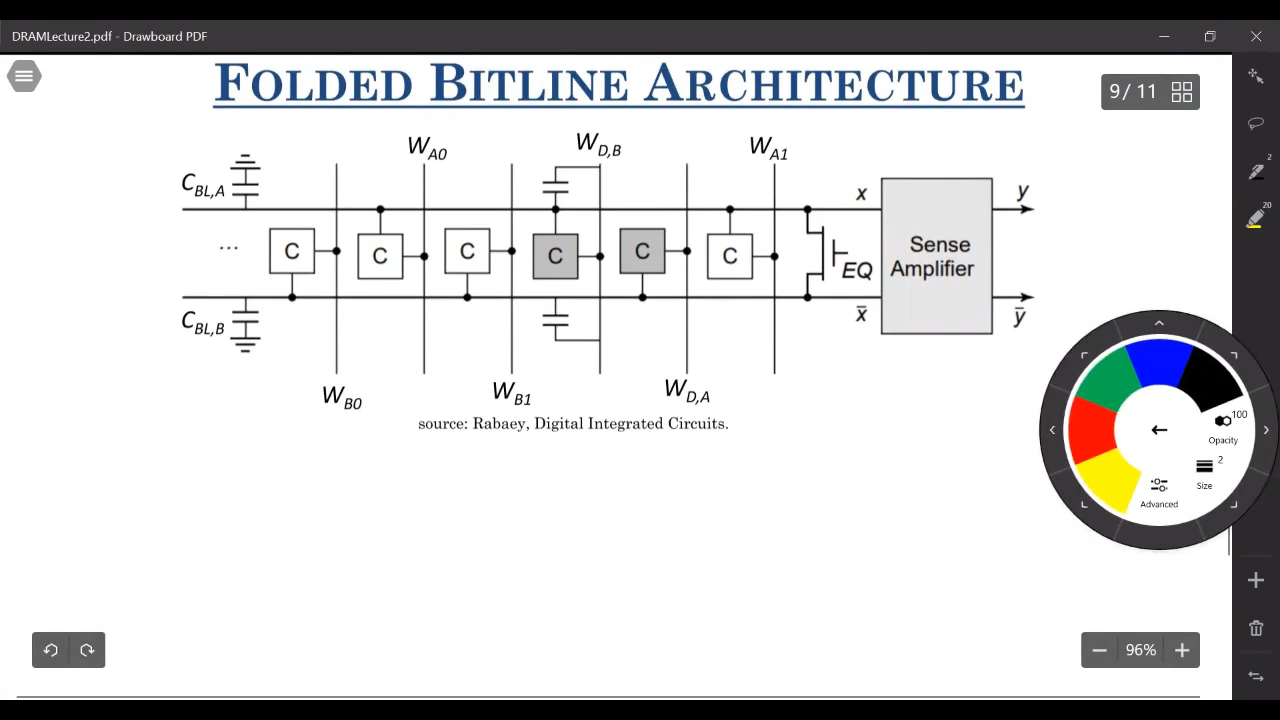 DRAMLecture2.pdf - Drawboard PDF
FOLDED BITLINE ARCHITECTURE
9 / 11
W_A0 W_D,B W_A1
C_BL,A
x
y
2
20
...
C C C C C C
EQ
Sense
Amplifier
C_BL,B
x̄
ȳ
W_B0 W_B1 W_D,A
source: Rabaey, Digital Integrated Circuits.
100
Opacity
2
Size
Advanced
96%